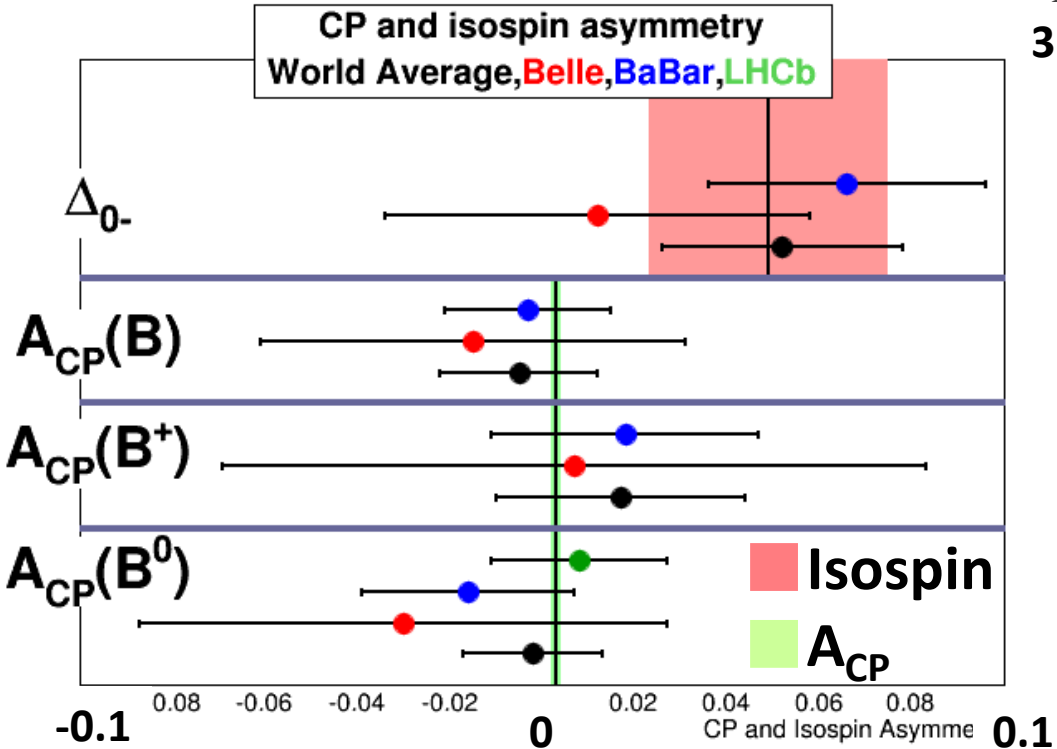 CP and isospin asymmetry
World Average,Belle,BaBar,LHCb
3
Δ0-
ACP(B)
ACP(B+)
ACP(B0)
Isospin
ACP
0.08 -0.06 -0.04 -0.02 0.02 0.04 0.06 0.08
-0.1 0 0.1
CP and Isospin Asymme